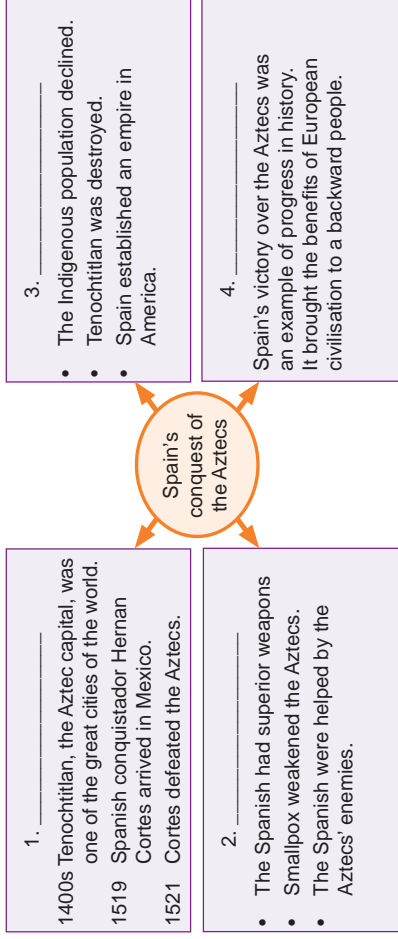 1. ____________________
1400s Tenochtitlan, the Aztec capital, was
one of the great cities of the world.
1519 Spanish conquistador Hernan
Cortes arrived in Mexico.
1521 Cortes defeated the Aztecs.
2. ____________________
• The Spanish had superior weapons
• Smallpox weakened the Aztecs.
• The Spanish were helped by the
Aztecs’ enemies.
Spain’s
conquest of
the Aztecs
3. ____________________
• The Indigenous population declined.
• Tenochtitlan was destroyed.
• Spain established an empire in
America.
4. ____________________
Spain’s victory over the Aztecs was
an example of progress in history.
It brought the benefits of European
civilisation to a backward people.